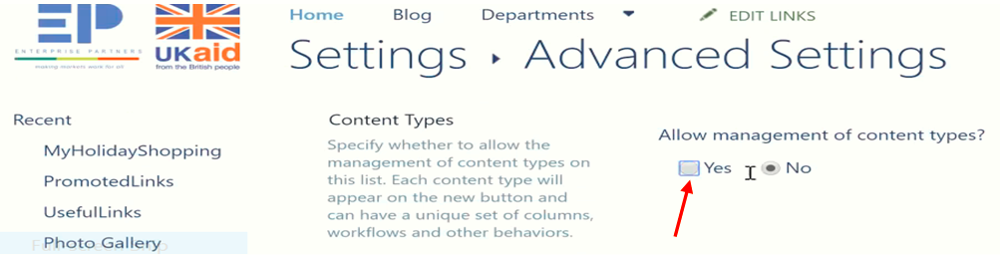 EP
ENTERPRISE PARTNERS
making markets work for all
UKaid
from the British people
Home Blog Departments EDIT LINKS
Settings Advanced Settings
Recent
MyHolidayShopping
PromotedLinks
UsefulLinks
Photo Gallery
Content Types
Specify whether to allow the
management of content types on
this list. Each content type will
appear on the new button and
can have a unique set of columns,
workflows and other behaviors.
Allow management of content types?
Yes No